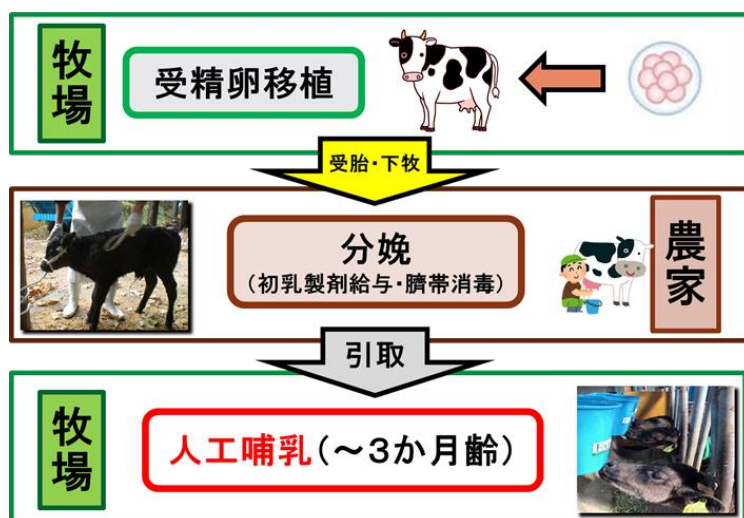 牧場
受精卵移植
受胎・下牧
分娩
(初乳製剤給与・臍帯消毒)
農家
引取
牧場
人工哺乳(～3か月齢)